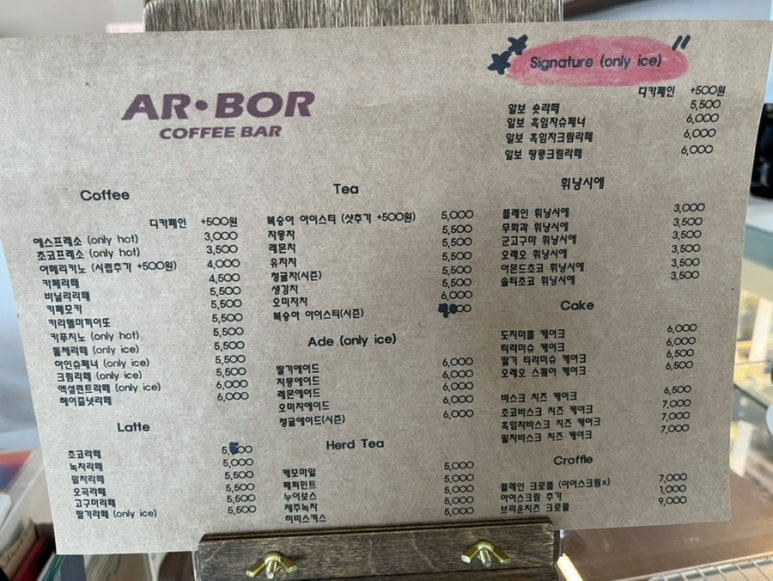 AR•BOR
COFFEE BAR
Signature (only ice)
디카페인 +500원
알보 숏라떼 5,500
알보 흑임자슈페너 6,000
알보 흑임자크림라떼 6,000
알보 땅콩크림라떼 6,000
Coffee
디카페인 +500원
에스프레소 (only hot) 3,000
초코프레소 (only hot) 3,500
아메리카노 (시럽추가 +500원) 4,000
카페라떼 4,500
바닐라라떼 5,500
카페모카 5,500
카라멜마끼아또 5,500
카푸치노 (only hot) 5,500
돌체라떼 (only ice) 5,500
아인슈페너 (only ice) 5,500
크림라떼 (only ice) 5,500
엑설런트라떼 (only ice) 6,000
헤이즐넛라떼 6,000
Latte
초코라떼
녹차라떼 5,000
말차라떼 5,500
오곡라떼 5,500
고구마라떼 5,500
딸기라떼 (only ice) 5,500
Tea
복숭아 아이스티 (샷추가 +500원) 5,000
자몽차 5,500
레몬차 5,500
유자차 5,500
청귤차(시즌) 5,500
생강차 5,500
오미자차 6,000
복숭아 아이스티(시즌)
Ade (only ice)
딸기에이드 6,000
자몽에이드 6,000
레몬에이드 6,000
오미자에이드 6,000
청귤에이드(시즌) 6,000
Herd Tea
캐모마일 5,000
페퍼민트 5,000
루이보스 5,000
제주녹차 5,000
히비스커스 5,000
휘낭시에
플레인 휘낭시에 3,000
무화과 휘낭시에 3,500
군고구마 휘낭시에 3,500
오레오 휘낭시에 3,500
아몬드초코 휘낭시에 3,500
솔티초코 휘낭시에 3,500
Cake
도지마롤 케이크 6,000
티라미슈 케이크 6,000
딸기 티라미슈 케이크 6,500
오레오 스퀘어 케이크 6,500
바스크 치즈 케이크 6,500
초코바스크 치즈 케이크 7,000
흑임자바스크 치즈 케이크 7,000
말차바스크 치즈 케이크 7,000
Croffle
플레인 크로플 (아이스크림x) 7,000
아이스크림 추가 1,000
브라운치즈 크로플 9,000